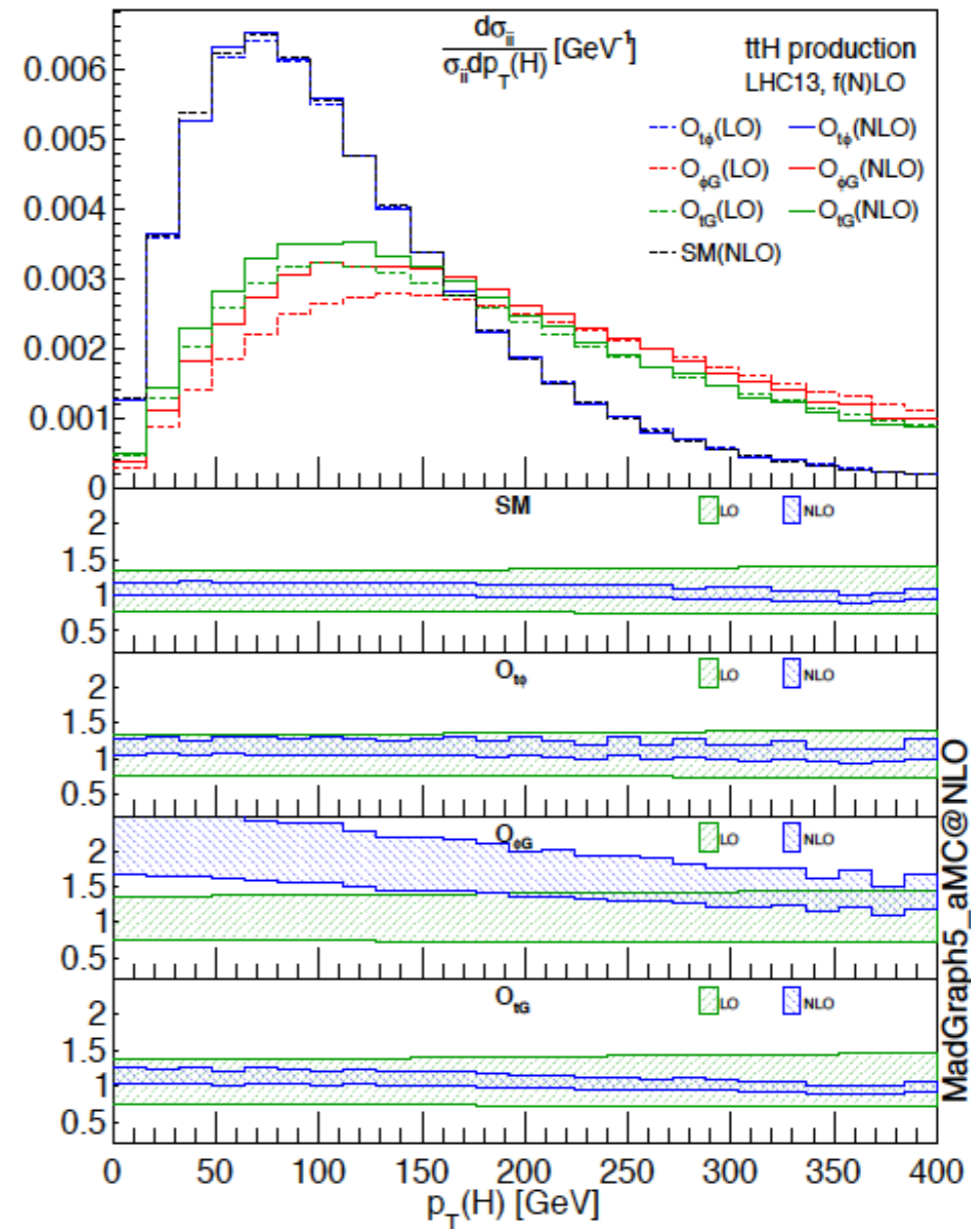 dσ_ii / σ_ii dp_T(H) [GeV⁻¹]
ttH production
LHC13, f(N)LO
O_tφ(LO) O_tφ(NLO)
O_φG(LO) O_φG(NLO)
O_tG(LO) O_tG(NLO)
SM(NLO)
0.006
0.005
0.004
0.003
0.002
0.001
0
SM
LO NLO
2
1.5
1
0.5
O_tφ
LO NLO
2
1.5
1
0.5
O_φG
LO NLO
2
1.5
1
0.5
O_tG
LO NLO
2
1.5
1
0.5
0 50 100 150 200 250 300 350 400
p_T(H) [GeV]
MadGraph5_aMC@NLO